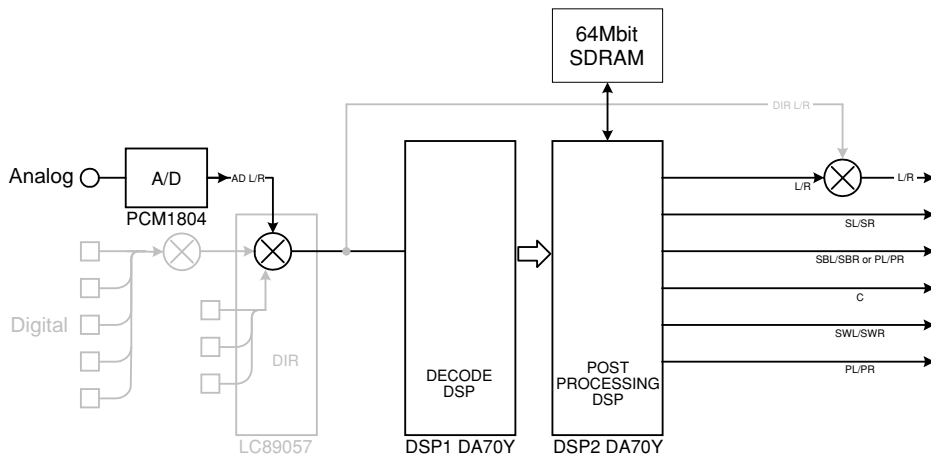 64Mbit
SDRAM
DIR L/R
Analog
A/D
AD L/R
PCM1804
L/R
L/R
SL/SR
SBL/SBR or PL/PR
C
SWL/SWR
PL/PR
Digital
DIR
DECODE
DSP
POST
PROCESSING
DSP
LC89057
DSP1 DA70Y
DSP2 DA70Y